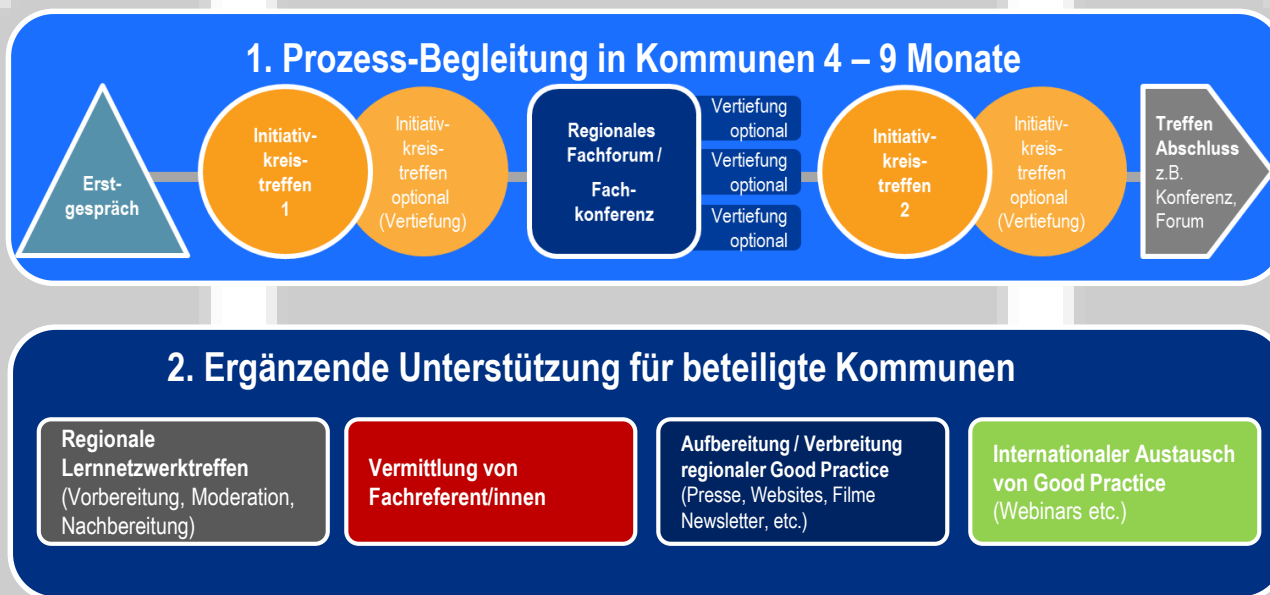 1. Prozess-Begleitung in Kommunen 4 – 9 Monate
Erst-
gespräch
Initiativ-
kreis-
treffen
1
Initiativ-
kreis-
treffen
optional
(Vertiefung)
Regionales
Fachforum /
Fach-
konferenz
Vertiefung
optional
Vertiefung
optional
Vertiefung
optional
Initiativ-
kreis-
treffen
2
Initiativ-
kreis-
treffen
optional
(Vertiefung)
Treffen
Abschluss
z.B.
Konferenz,
Forum
2. Ergänzende Unterstützung für beteiligte Kommunen
Regionale
Lernnetzwerktreffen
(Vorbereitung, Moderation,
Nachbereitung)
Vermittlung von
Fachreferent/innen
Aufbereitung / Verbreitung
regionaler Good Practice
(Presse, Websites, Filme
Newsletter, etc.)
Internationaler Austausch
von Good Practice
(Webinars etc.)